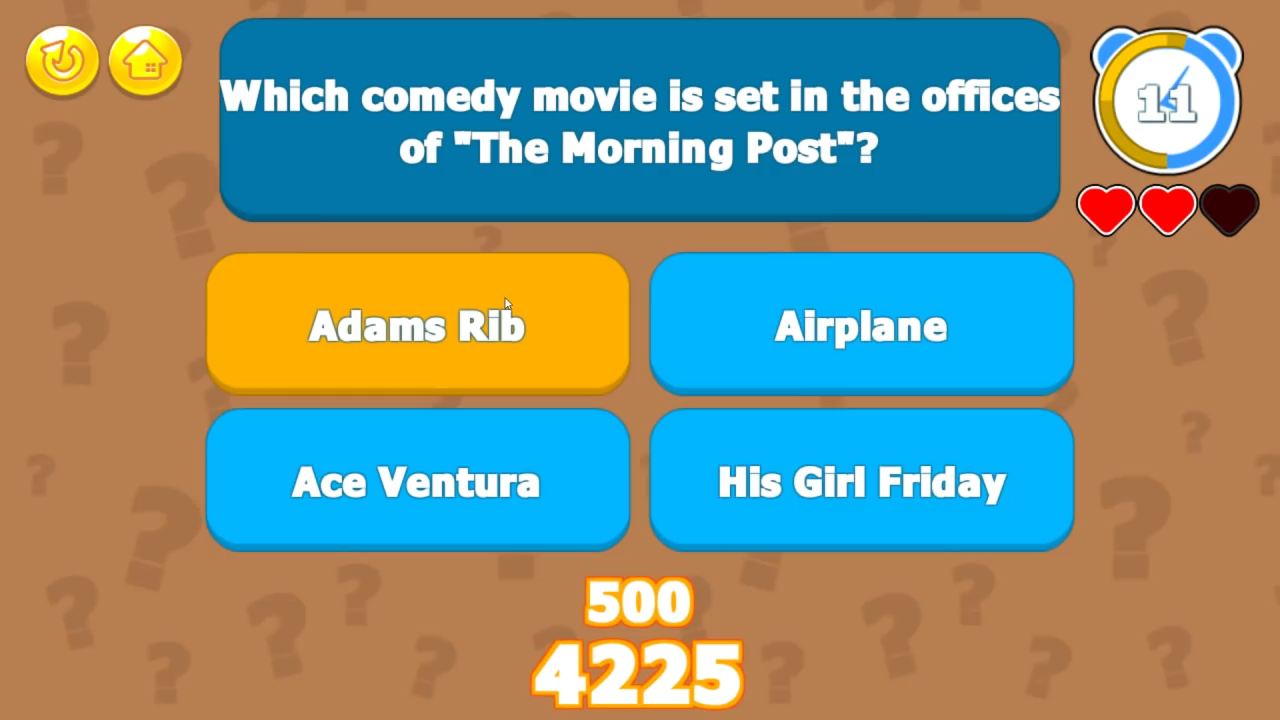 Which comedy movie is set in the offices
of "The Morning Post"?
11
Adams Rib
Airplane
Ace Ventura
His Girl Friday
500
4225